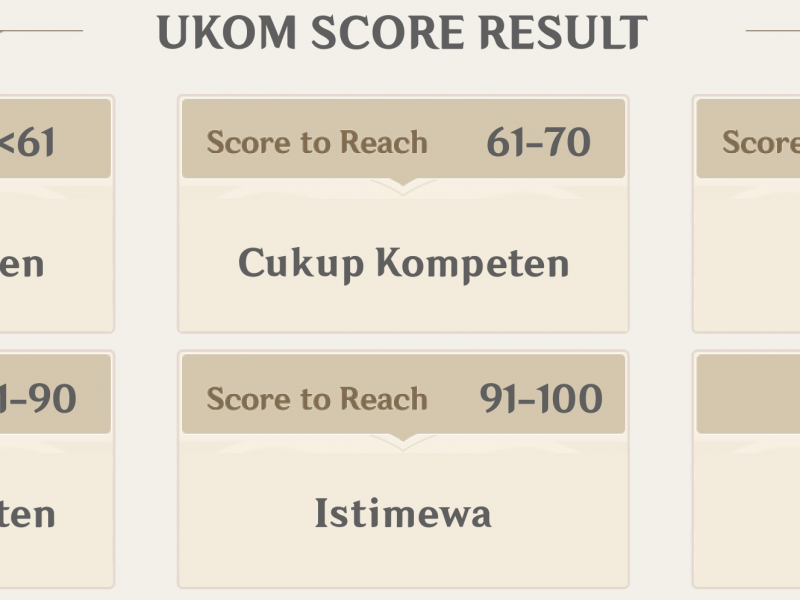 UKOM SCORE RESULT
<61 Score to Reach 61–70 Score
en Cukup Kompeten
1–90 Score to Reach 91–100
ten Istimewa